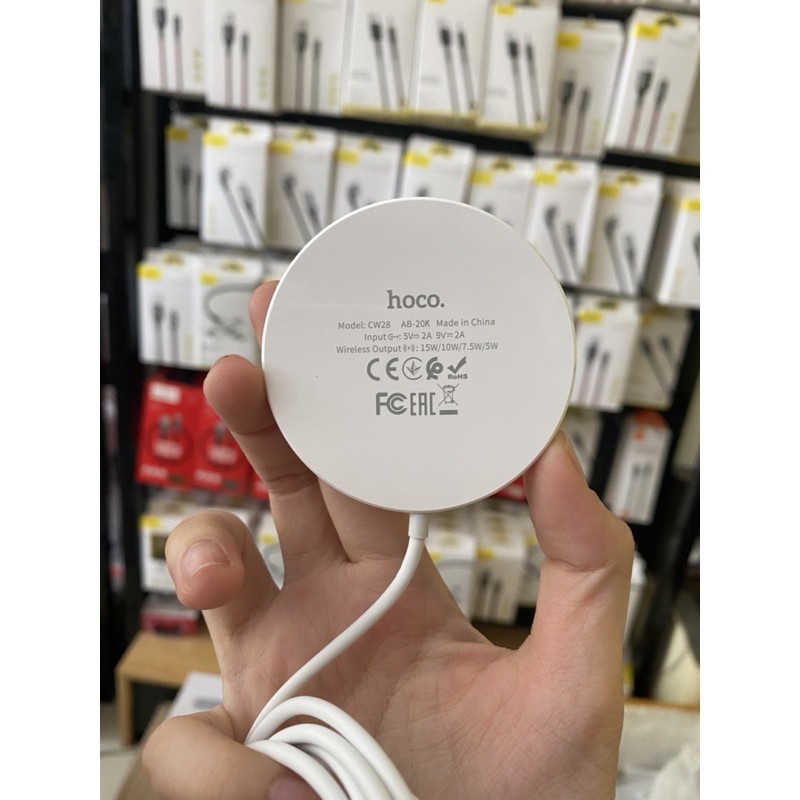 hoco.
Model: CW28 AB-20K Made in China
Input: 5V⎓2A 9V⎓2A
Wireless Output: 15W/10W/7.5W/5W
CE RoHS
FC EAC